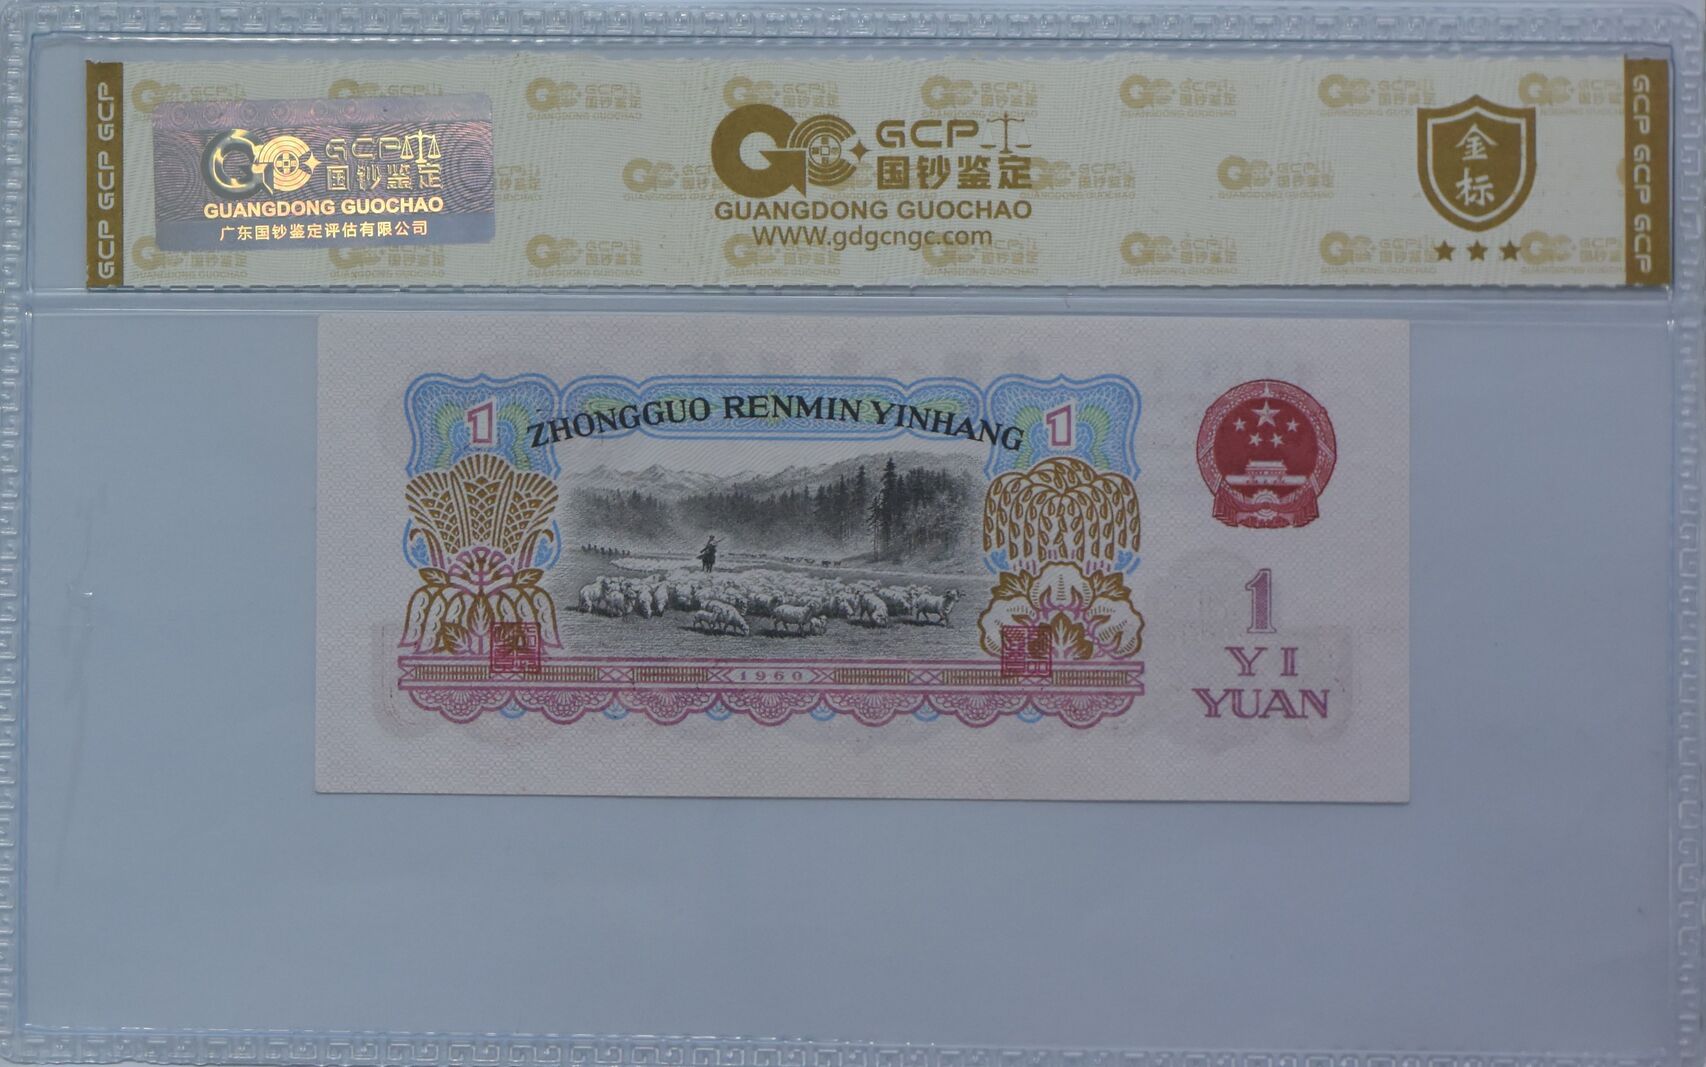 GCP GCP GCP
GCP
国钞鉴定
GUANGDONG GUOCHAO
广东国钞鉴定评估有限公司
GCP
国钞鉴定
GUANGDONG GUOCHAO
WWW.gdgcngc.com
金标
GCP GCP GCP
ZHONGGUO RENMIN YINHANG
1
1
1960
1
YI
YUAN